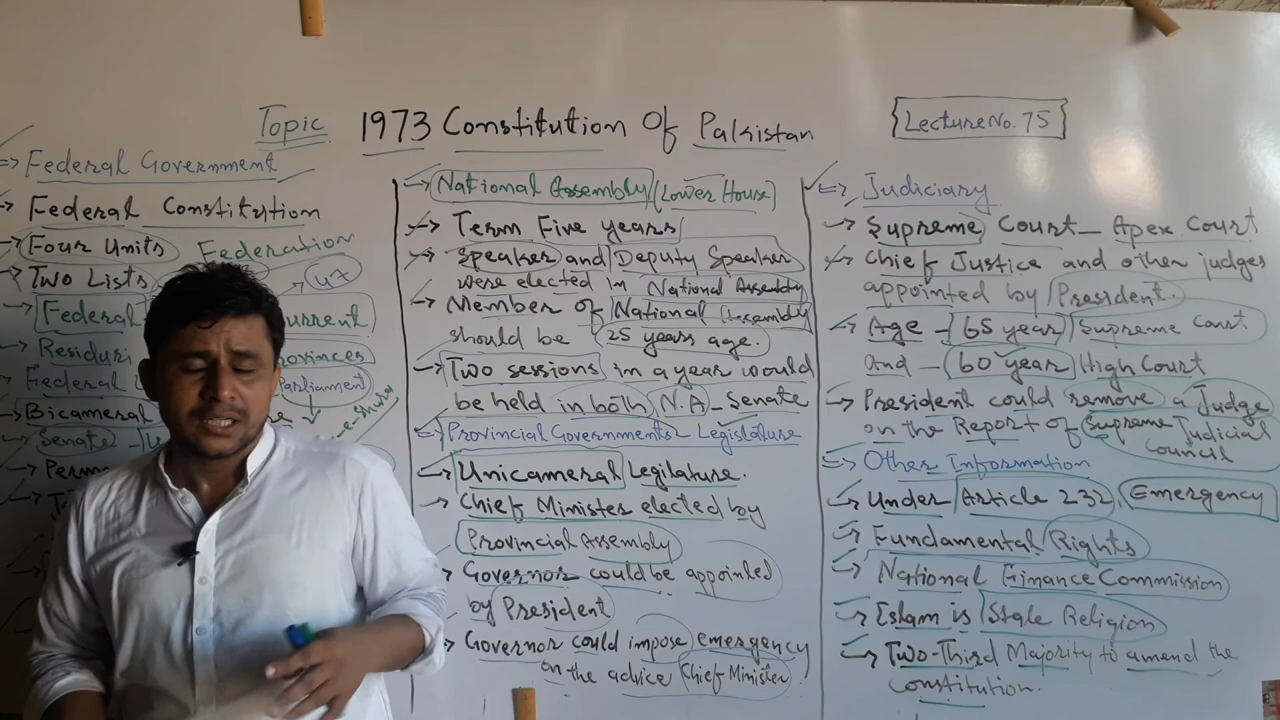 Topic 1973 Constitution Of Pakistan
Lecture No. 75
=> Federal Government
-> Federal Constitution
-> Four Units Federation
-> Two Lists
-> Federal
current
-> Residu
rovinces
-> Federal
Parliament
-> Bicameral
-> Senate -
-> Perm
-> National Assembly (Lower House)
-> Term Five years
-> Speaker and Deputy Speaker
were elected in National Assembly
-> Member of National Assembly
should be 25 years age.
-> Two sessions in a year would
be held in both N.A - Senate
=> Provincial Governments - Legislature
-> Unicameral Legilature.
-> Chief Minister elected by
Provincial Assembly
-> Governor could be appointed
by President
-> Governor could impose emergency
on the advice Chief Minister
=> Judiciary
-> Supreme Court - Apex Court
-> Chief Justice and other judges
appointed by President.
-> Age - 65 year Supreme Court
And - 60 year High Court
-> President could remove a Judge
on the Report of Supreme Judicial
Council
=> Other Information
-> Under Article 232, Emergency
-> Fundamental Rights
-> National Finance Commission
-> Islam is State Religion
-> Two-Third Majority to amend the
constitution.